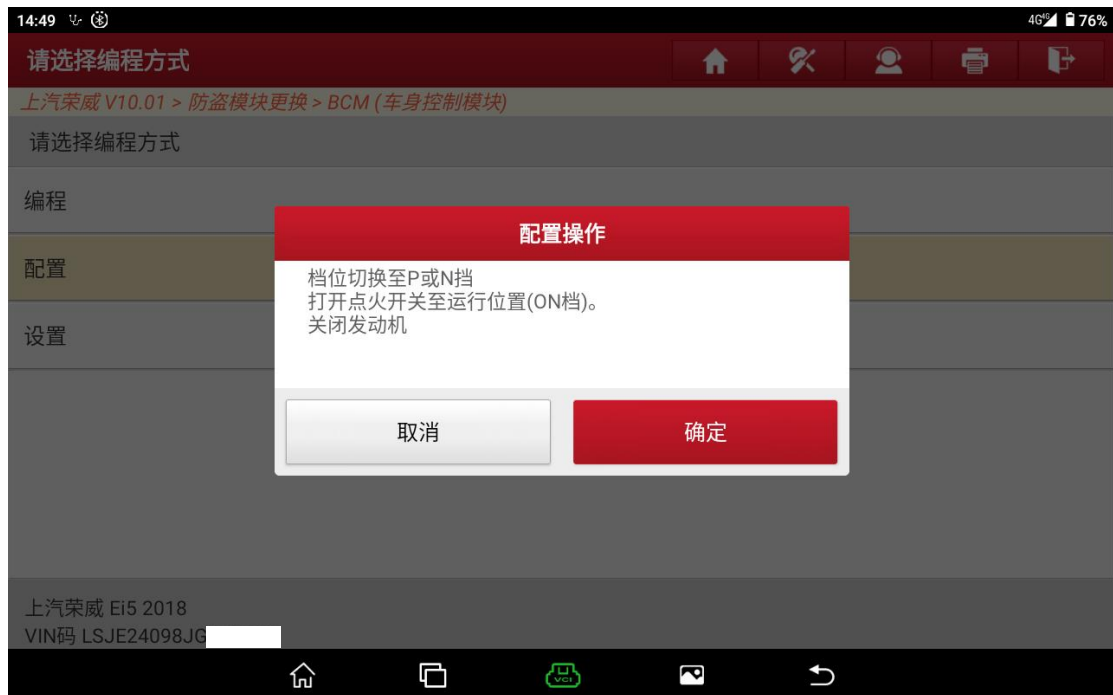 14:49
4G 4G 76%
请选择编程方式
上汽荣威 V10.01 > 防盗模块更换 > BCM (车身控制模块)
请选择编程方式
编程
配置
设置
配置操作
档位切换至P或N挡
打开点火开关至运行位置(ON档)。
关闭发动机
取消
确定
上汽荣威 Ei5 2018
VIN码 LSJE24098JG
VCI